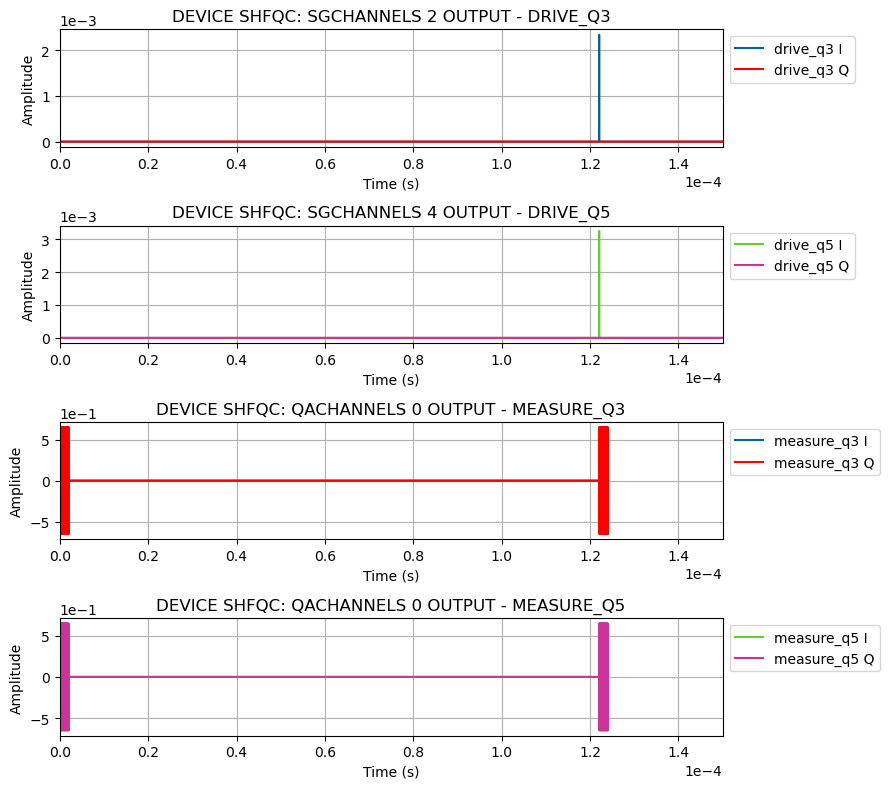 DEVICE SHFQC: SGCHANNELS 2 OUTPUT - DRIVE_Q3
1e−3
2
1
0
Amplitude
0.0 0.2 0.4 0.6 0.8 1.0 1.2 1.4
Time (s)
1e−4
drive_q3 I
drive_q3 Q
DEVICE SHFQC: SGCHANNELS 4 OUTPUT - DRIVE_Q5
1e−3
3
2
1
0
Amplitude
0.0 0.2 0.4 0.6 0.8 1.0 1.2 1.4
Time (s)
1e−4
drive_q5 I
drive_q5 Q
DEVICE SHFQC: QACHANNELS 0 OUTPUT - MEASURE_Q3
1e−1
5
0
−5
Amplitude
0.0 0.2 0.4 0.6 0.8 1.0 1.2 1.4
Time (s)
1e−4
measure_q3 I
measure_q3 Q
DEVICE SHFQC: QACHANNELS 0 OUTPUT - MEASURE_Q5
1e−1
5
0
−5
Amplitude
0.0 0.2 0.4 0.6 0.8 1.0 1.2 1.4
Time (s)
1e−4
measure_q5 I
measure_q5 Q